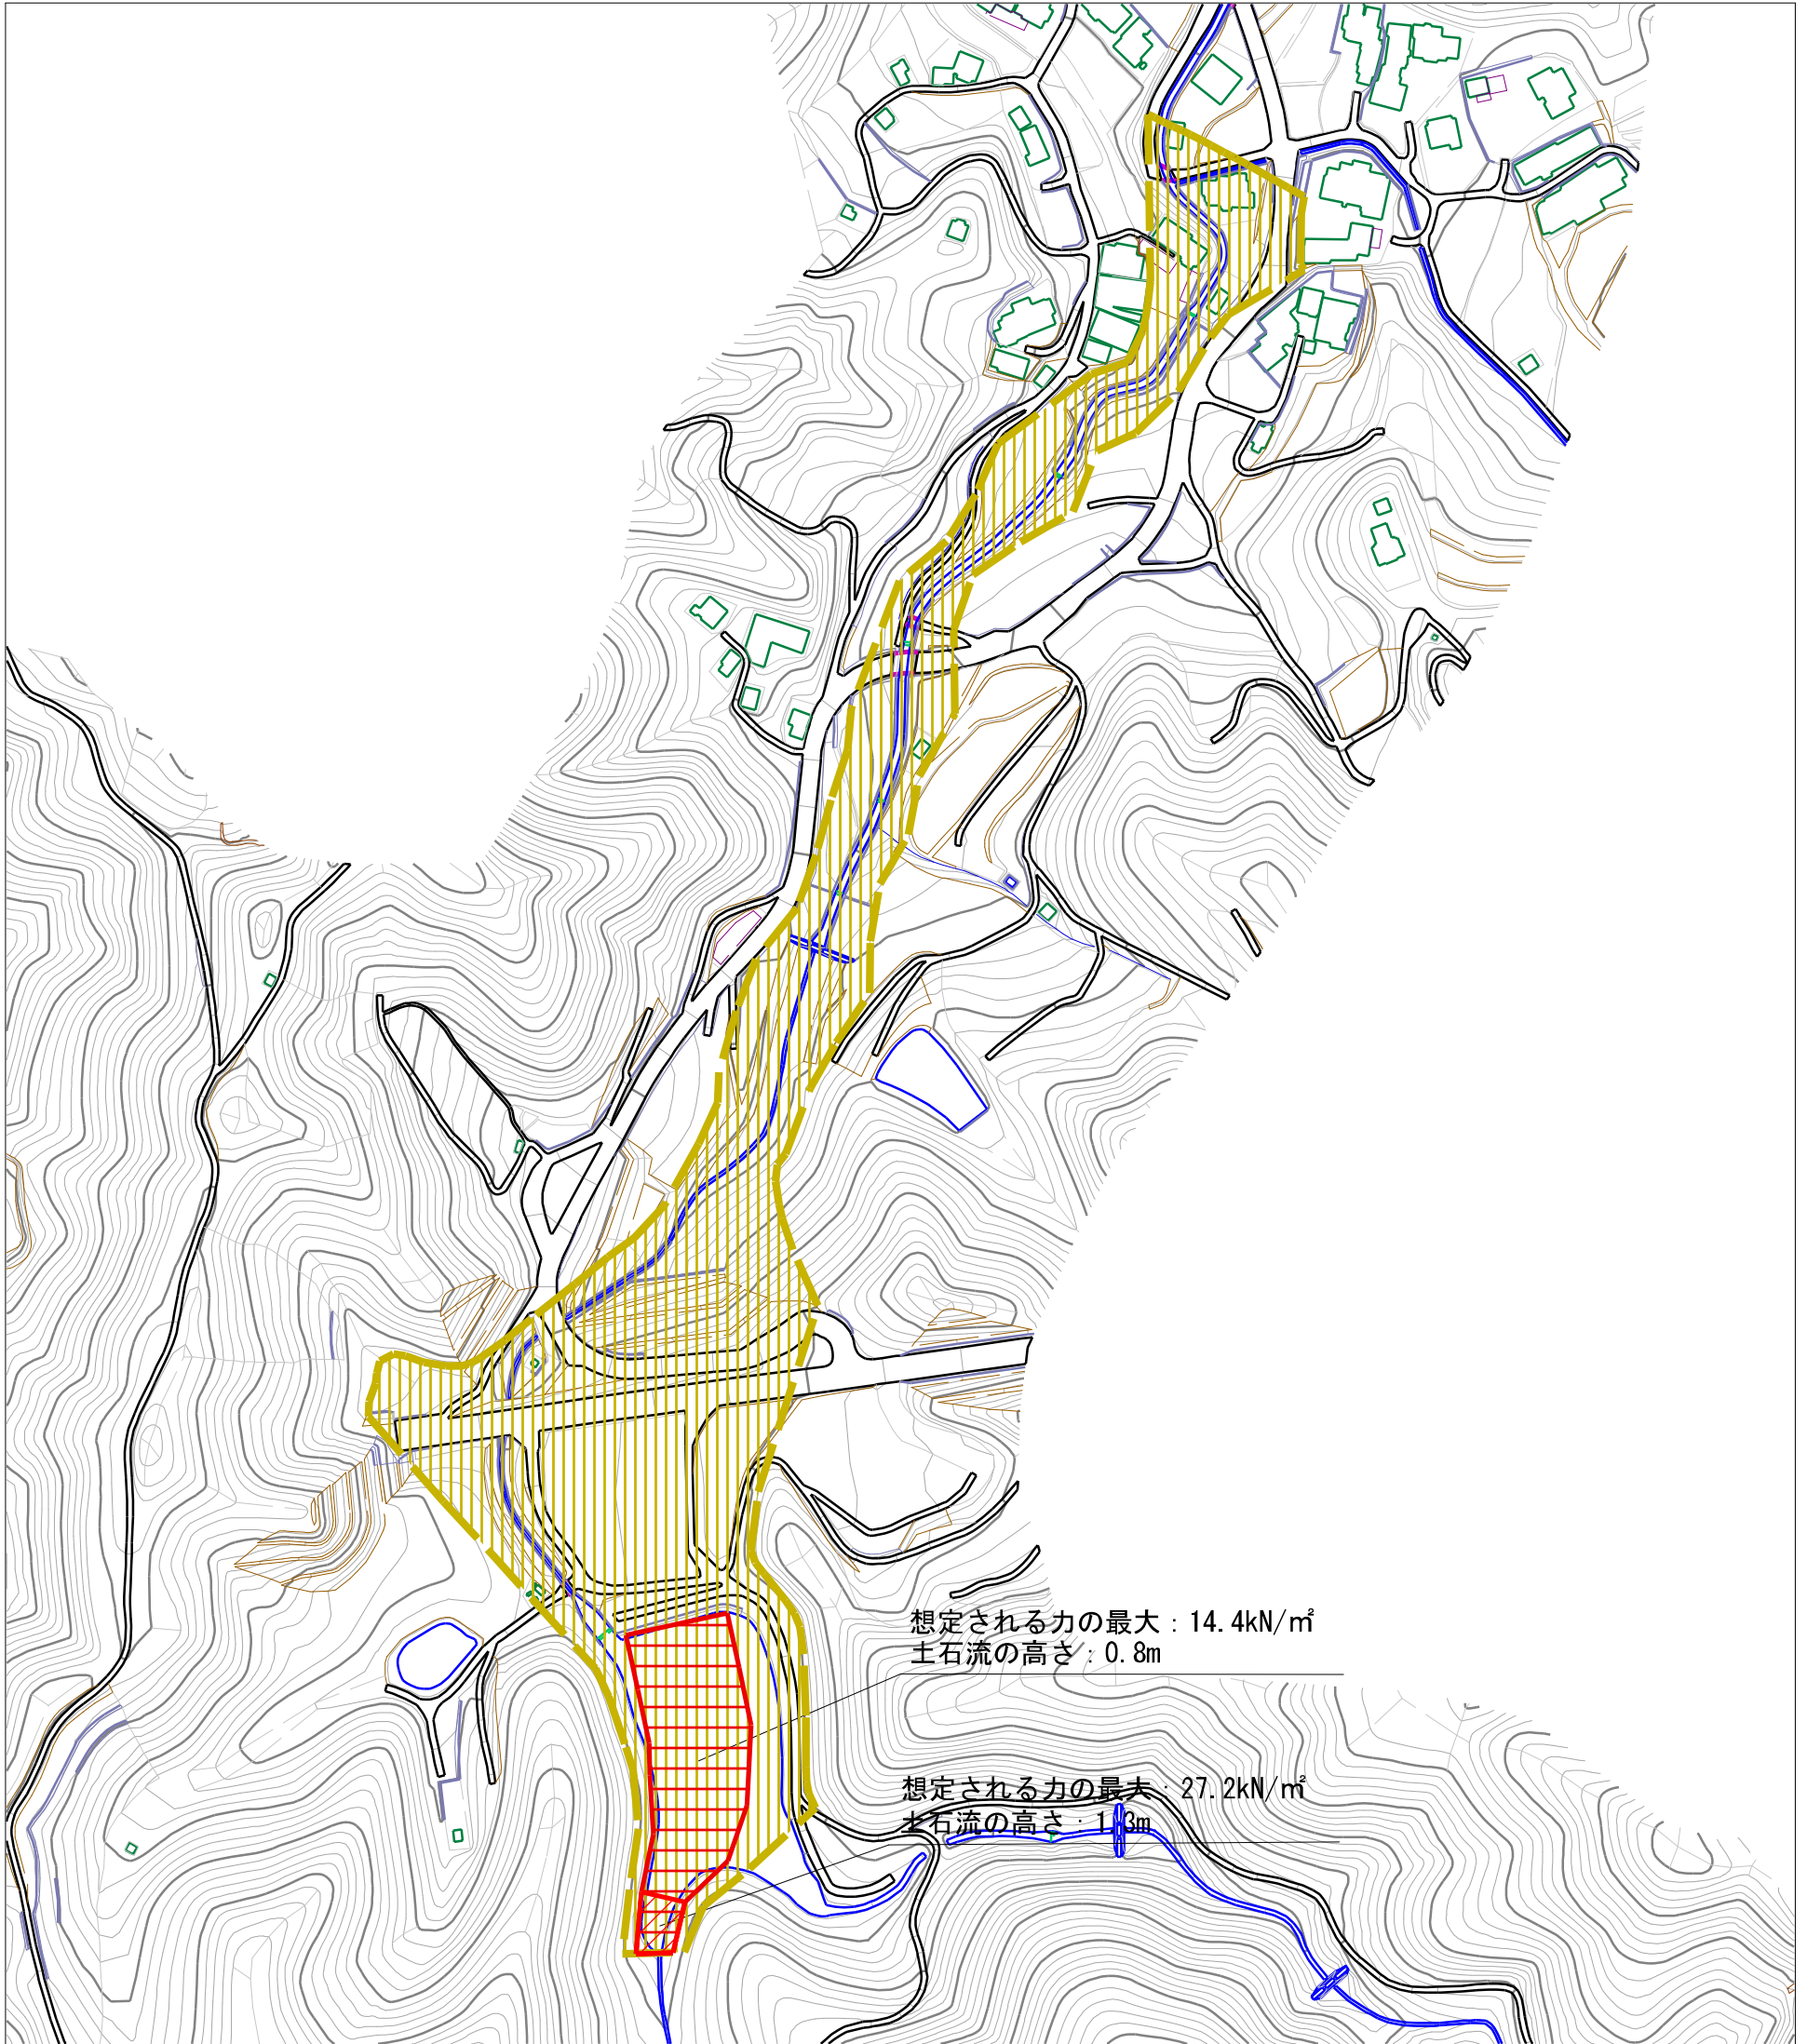 想定される力の最大：14.4kN/㎡
土石流の高さ：0.8m
想定される力の最大：27.2kN/㎡
土石流の高さ：1.3m